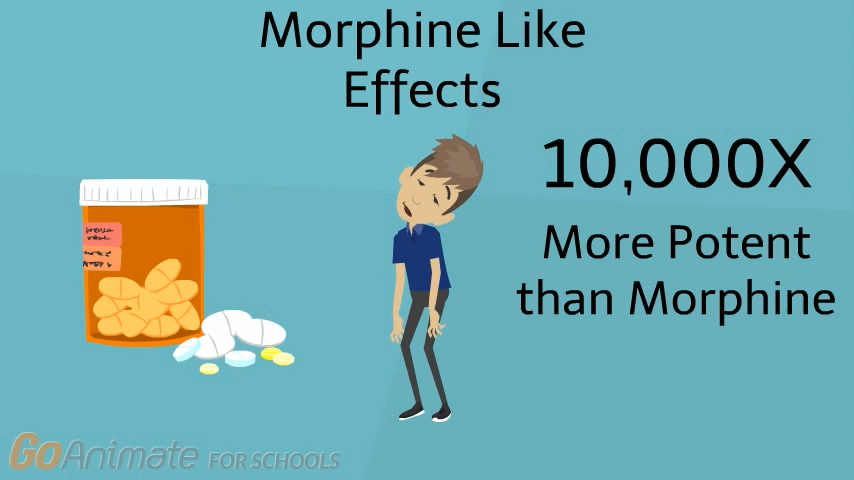 Morphine Like
Effects
10,000X
More Potent
than Morphine
GoAnimate FOR SCHOOLS